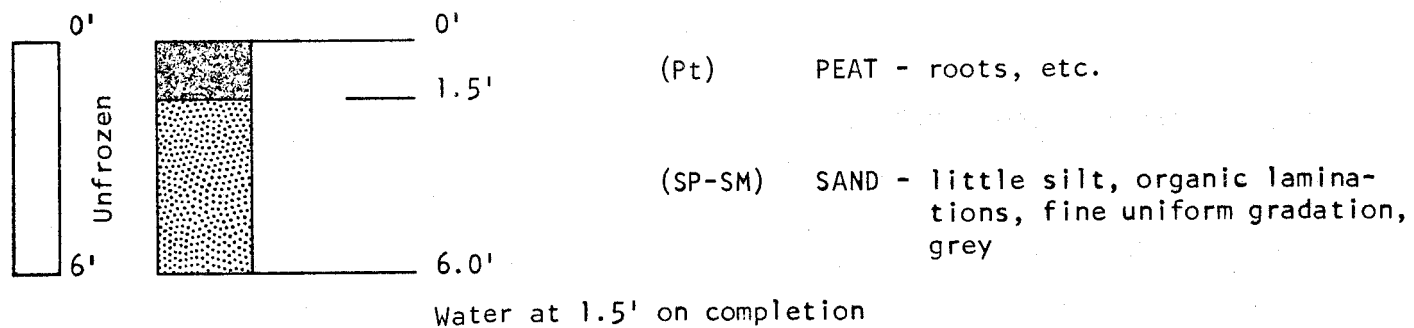 0'
0'
(Pt) PEAT - roots, etc.
1.5'
Unfrozen
(SP-SM) SAND - little silt, organic lamina-
tions, fine uniform gradation,
grey
6'
6.0'
Water at 1.5' on completion